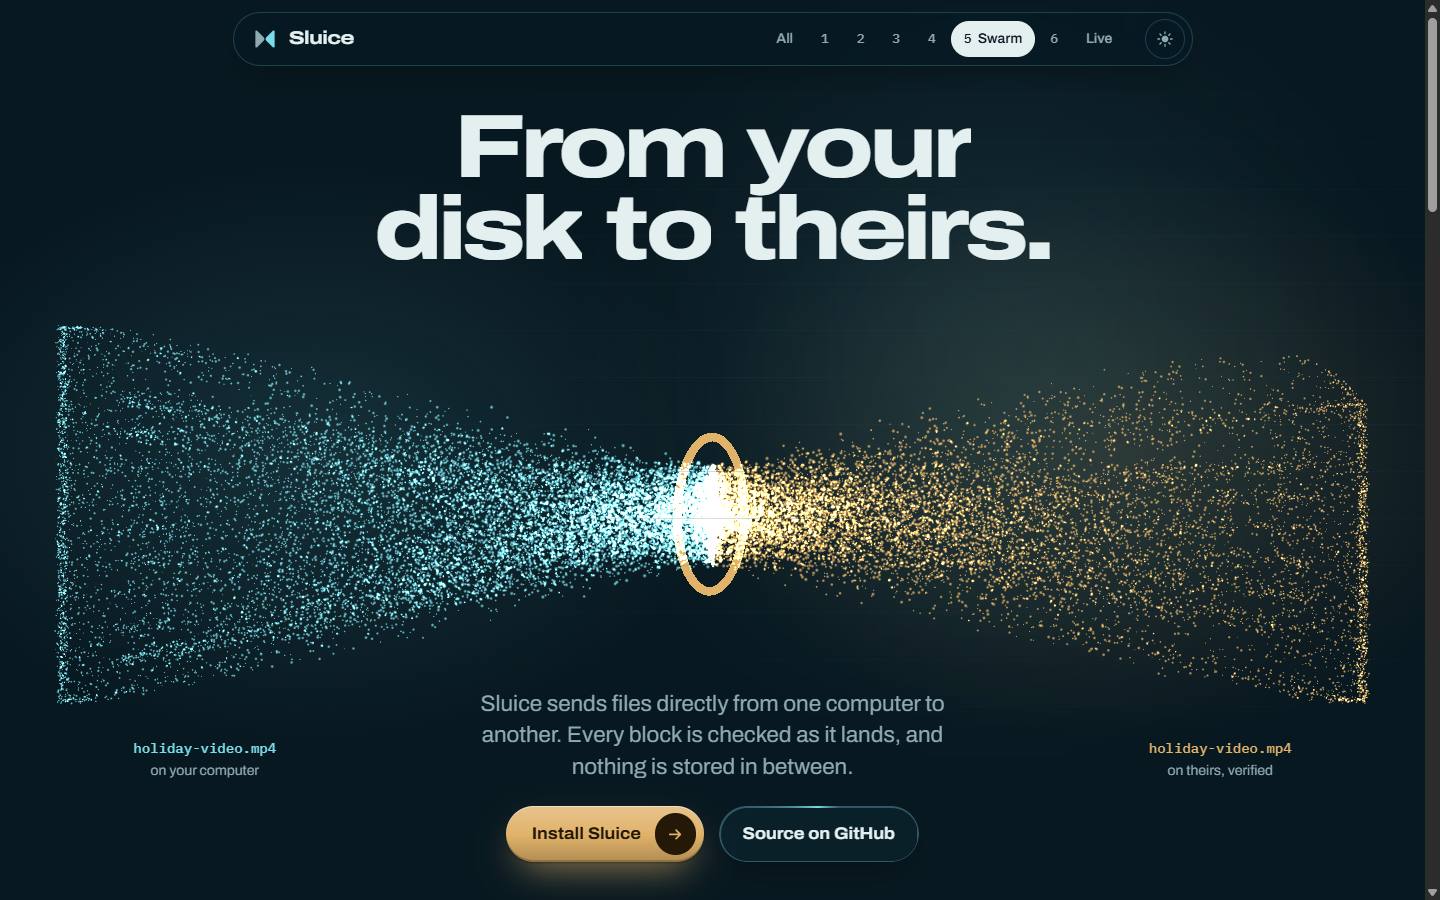 Sluice
All 1 2 3 4 5 Swarm 6 Live
From your
disk to theirs.
Sluice sends files directly from one computer to
another. Every block is checked as it lands, and
nothing is stored in between.
holiday-video.mp4
on your computer
holiday-video.mp4
on theirs, verified
Install Sluice
Source on GitHub